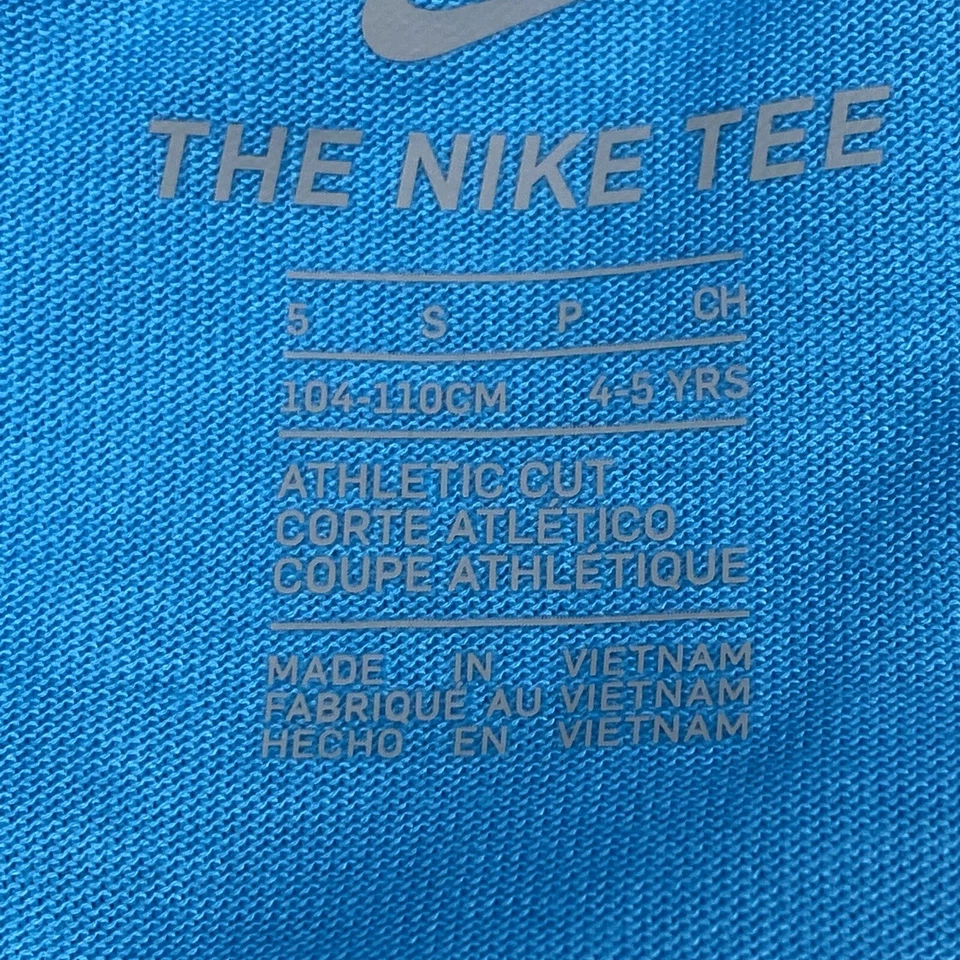 THE NIKE TEE
5 S P CH
104-110CM 4-5 YRS
ATHLETIC CUT
CORTE ATLÉTICO
COUPE ATHLÉTIQUE
MADE IN VIETNAM
FABRIQUÉ AU VIETNAM
HECHO EN VIETNAM